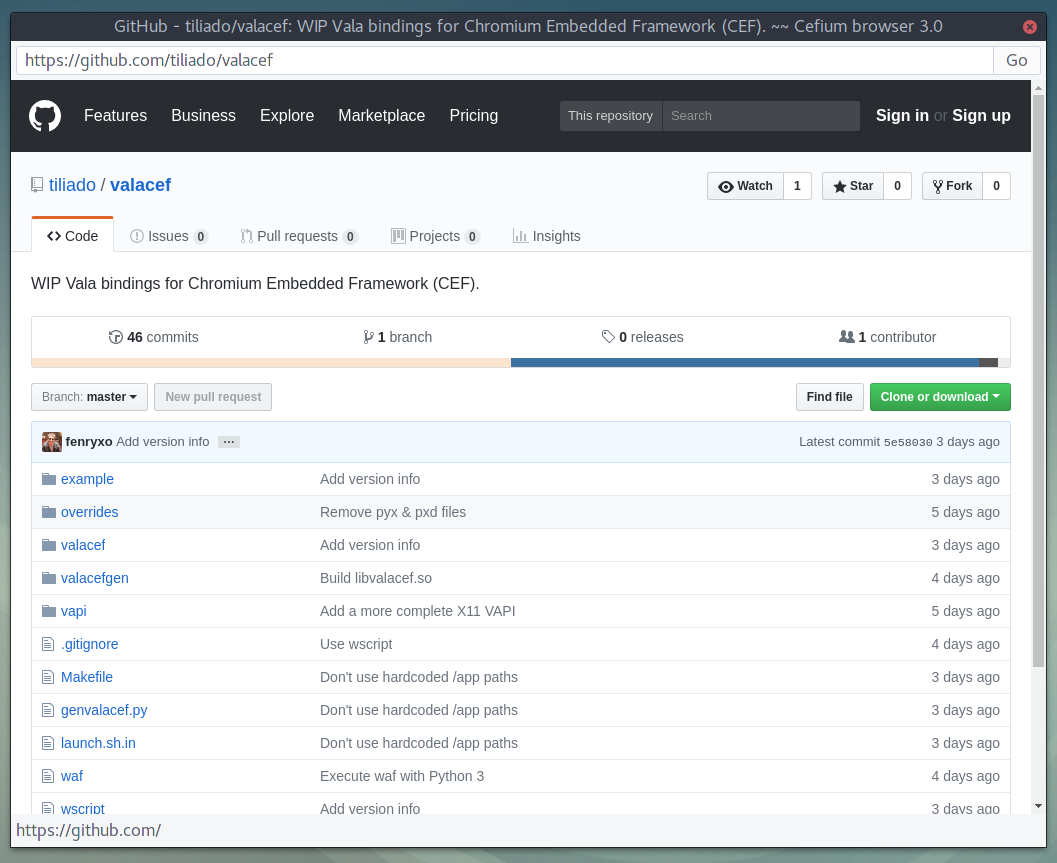 GitHub - tiliado/valacef: WIP Vala bindings for Chromium Embedded Framework (CEF). ~~ Cefium browser 3.0
https://github.com/tiliado/valacef Go
Features Business Explore Marketplace Pricing This repository Search Sign in or Sign up
tiliado / valacef Watch 1 Star 0 Fork 0
Code Issues 0 Pull requests 0 Projects 0 Insights
WIP Vala bindings for Chromium Embedded Framework (CEF).
46 commits 1 branch 0 releases 1 contributor
Branch: master New pull request Find file Clone or download
fenryxo Add version info ... Latest commit 5e58030 3 days ago
example Add version info 3 days ago
overrides Remove pyx & pxd files 5 days ago
valacef Add version info 3 days ago
valacefgen Build libvalacef.so 4 days ago
vapi Add a more complete X11 VAPI 5 days ago
.gitignore Use wscript 4 days ago
Makefile Don't use hardcoded /app paths 3 days ago
genvalacef.py Don't use hardcoded /app paths 3 days ago
launch.sh.in Don't use hardcoded /app paths 3 days ago
waf Execute waf with Python 3 4 days ago
wscript Add version info 3 days ago
https://github.com/